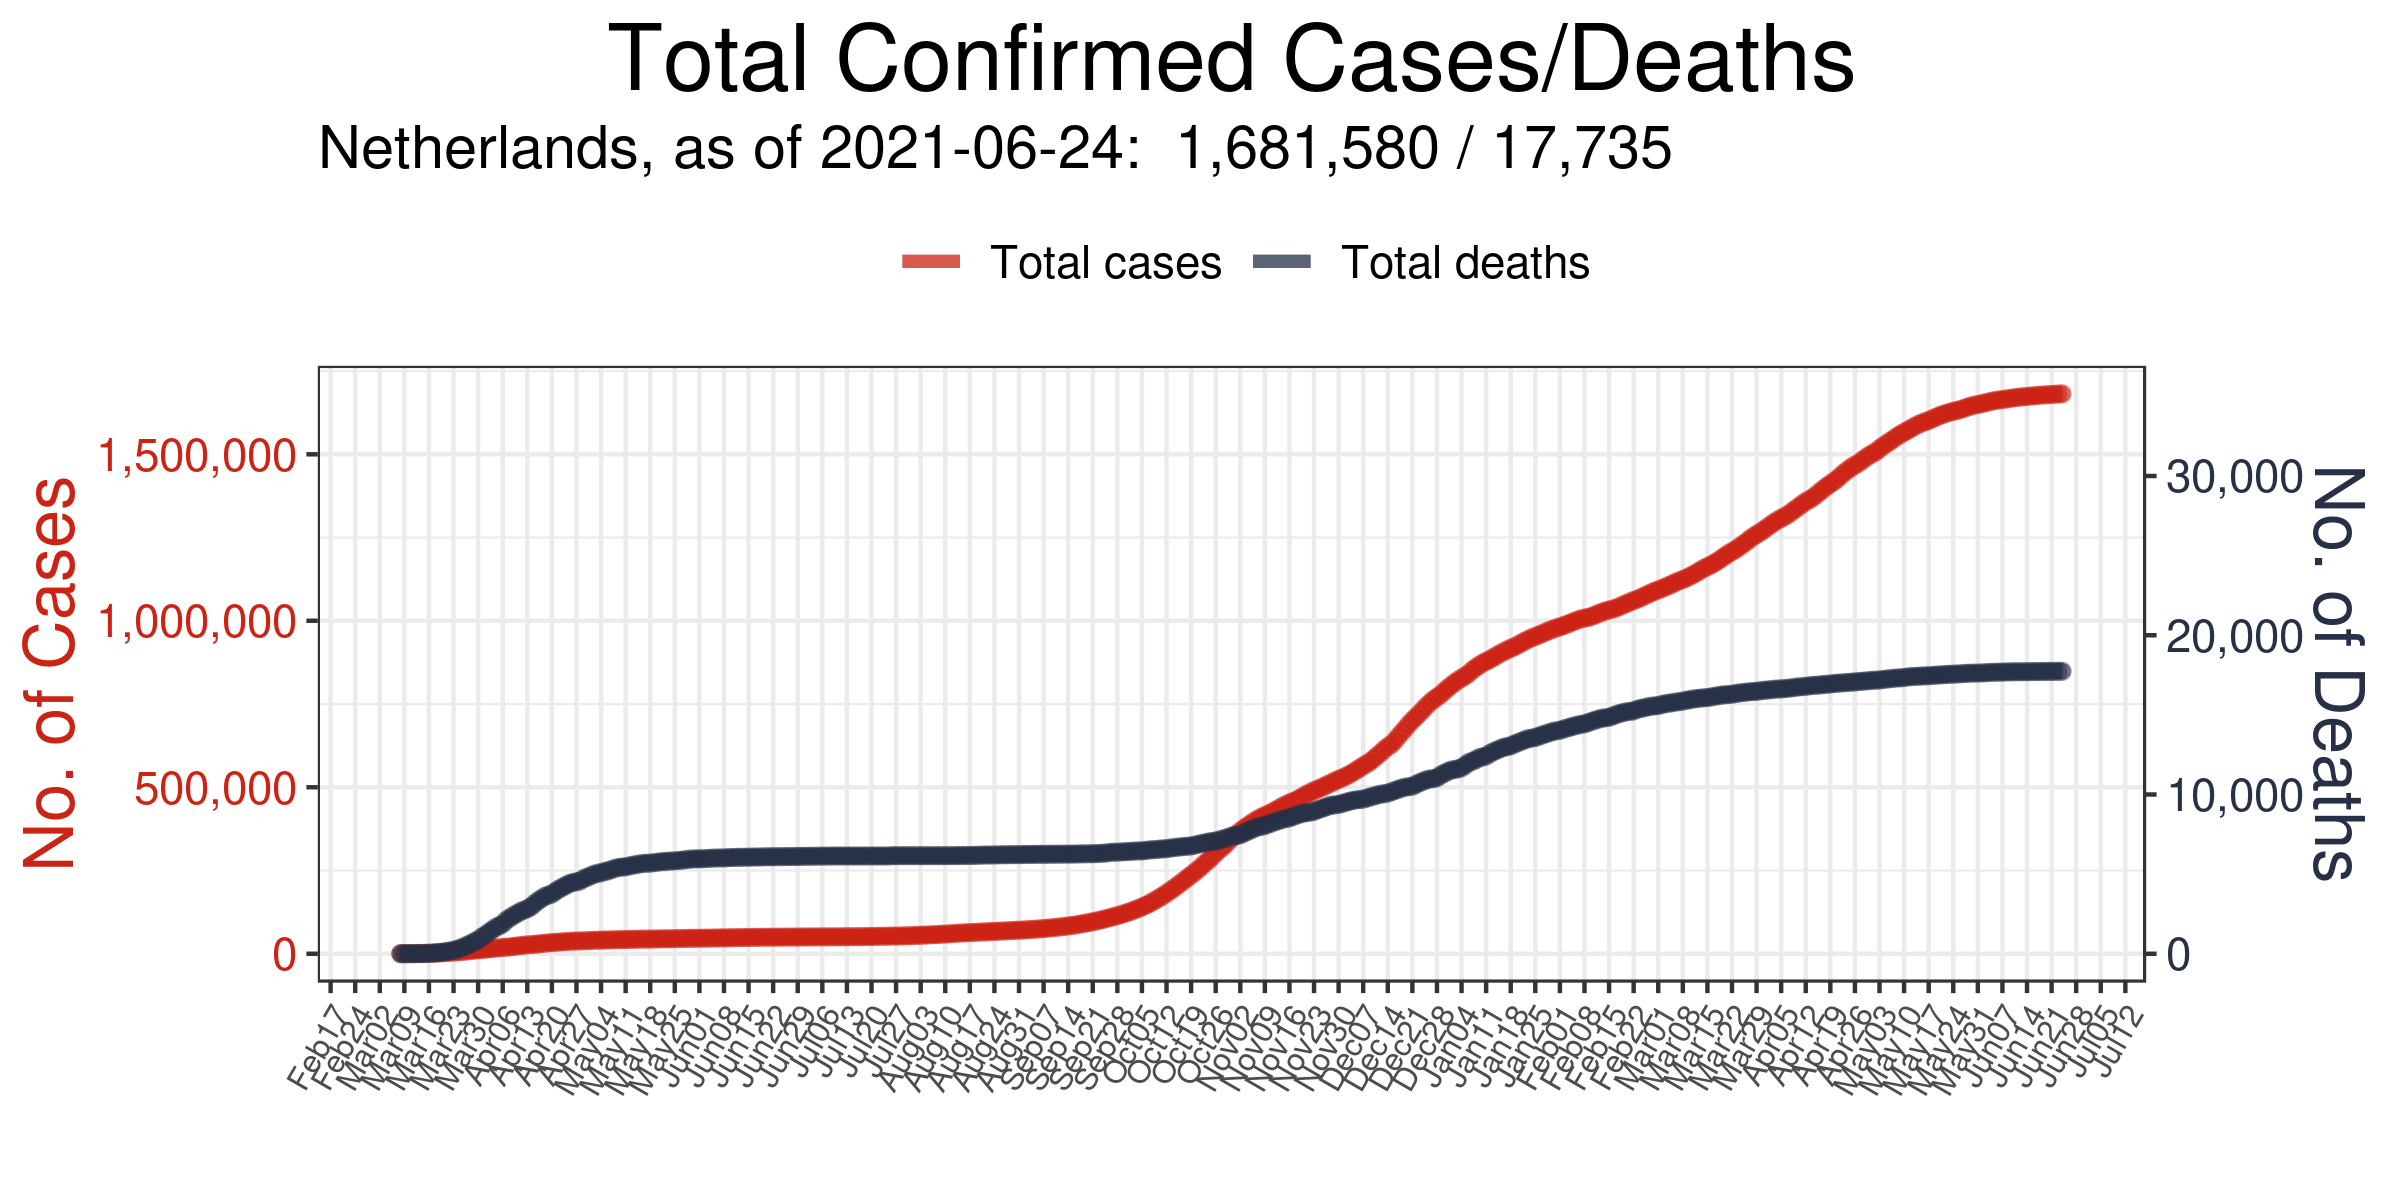 Total Confirmed Cases/Deaths
Netherlands, as of 2021-06-24: 1,681,580 / 17,735
Total cases
Total deaths
No. of Cases
1,500,000
1,000,000
500,000
0
30,000
20,000
10,000
0
No. of Deaths
Feb17
Feb24
Mar02
Mar09
Mar16
Mar23
Mar30
Apr06
Apr13
Apr20
Apr27
May04
May11
May18
May25
Jun01
Jun08
Jun15
Jun22
Jun29
Jul06
Jul13
Jul20
Jul27
Aug03
Aug10
Aug17
Aug24
Aug31
Sep07
Sep14
Sep21
Sep28
Oct05
Oct12
Oct19
Oct26
Nov02
Nov09
Nov16
Nov23
Nov30
Dec07
Dec14
Dec21
Dec28
Jan04
Jan11
Jan18
Jan25
Feb01
Feb08
Feb15
Feb22
Mar01
Mar08
Mar15
Mar22
Mar29
Apr05
Apr12
Apr19
Apr26
May03
May10
May17
May24
May31
Jun07
Jun14
Jun21
Jun28
Jul05
Jul12